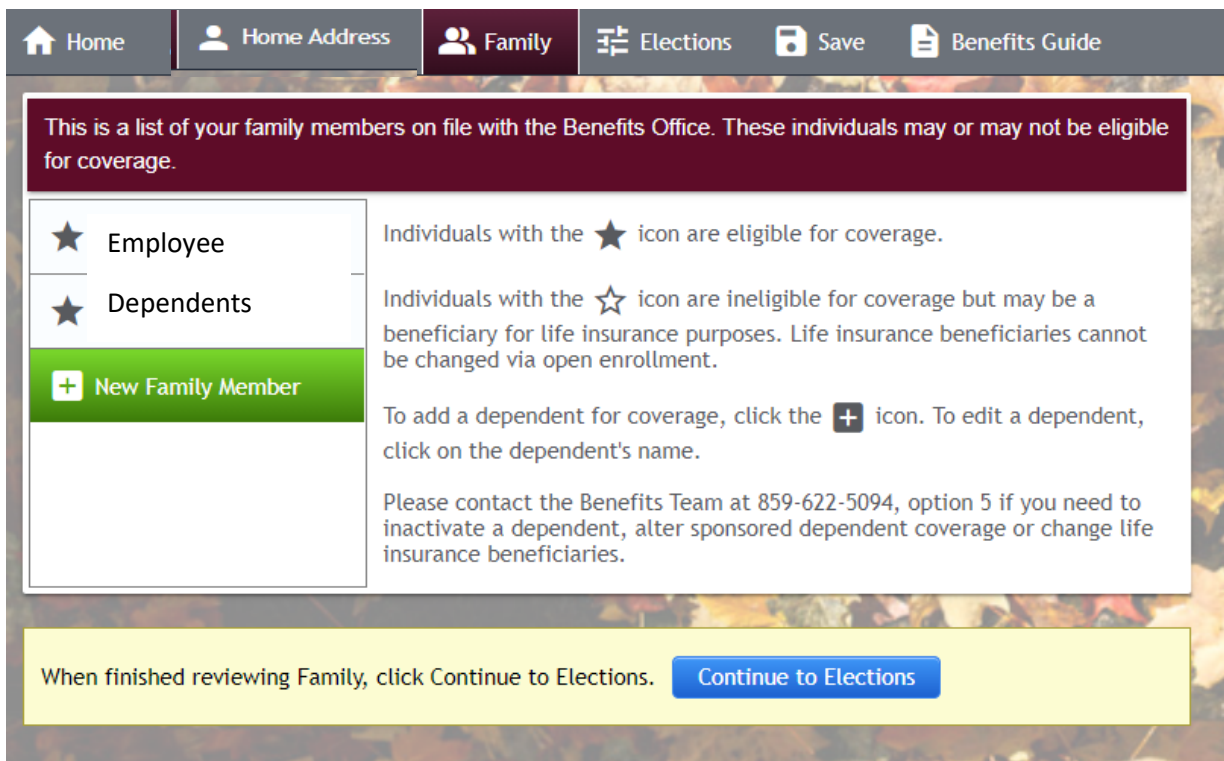 Home Home Address Family Elections Save Benefits Guide
This is a list of your family members on file with the Benefits Office. These individuals may or may not be eligible
for coverage.
Employee
Dependents
New Family Member
Individuals with the ★ icon are eligible for coverage.
Individuals with the ☆ icon are ineligible for coverage but may be a
beneficiary for life insurance purposes. Life insurance beneficiaries cannot
be changed via open enrollment.
To add a dependent for coverage, click the + icon. To edit a dependent,
click on the dependent's name.
Please contact the Benefits Team at 859-622-5094, option 5 if you need to
inactivate a dependent, alter sponsored dependent coverage or change life
insurance beneficiaries.
When finished reviewing Family, click Continue to Elections. Continue to Elections